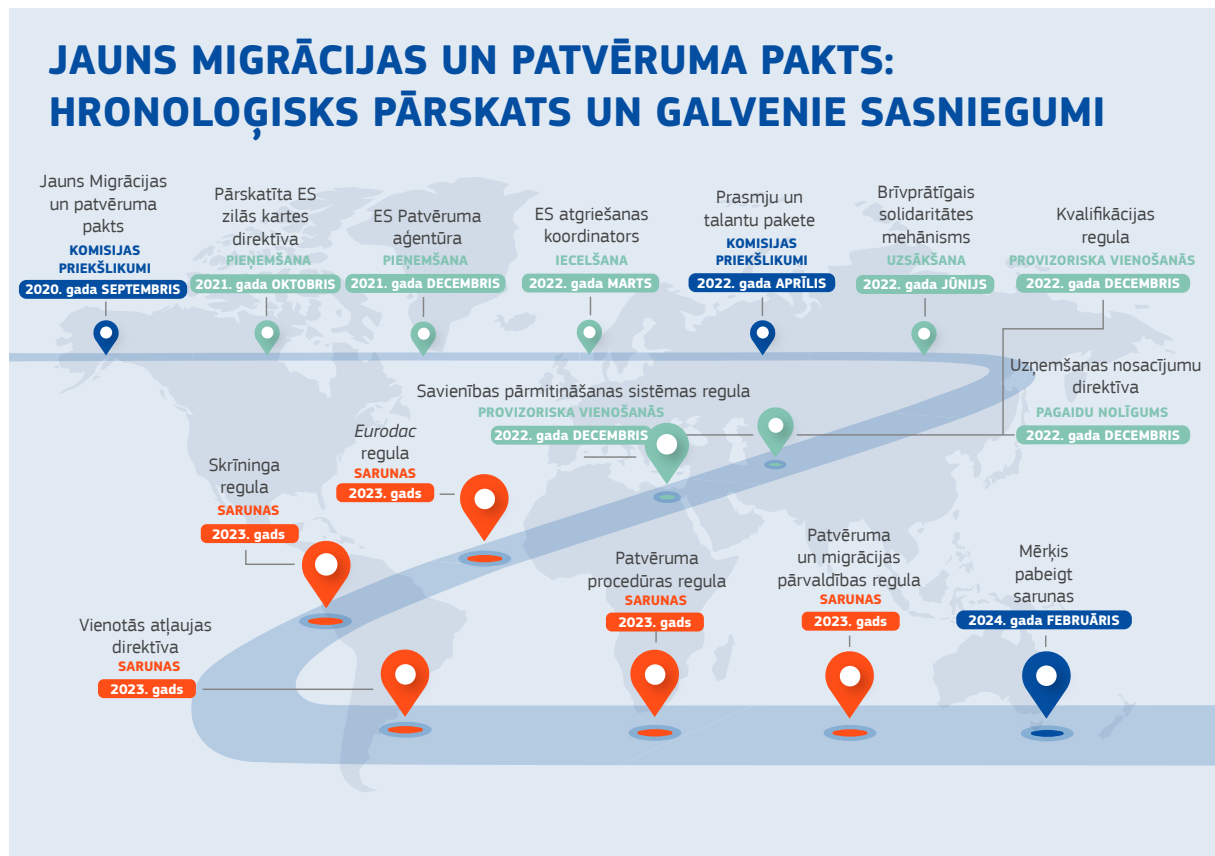 JAUNS MIGRĀCIJAS UN PATVĒRUMA PAKTS:
HRONOLOĢISKS PĀRSKATS UN GALVENIE SASNIEGUMI
Jauns Migrācijas
un patvēruma
pakts
KOMISIJAS
PRIEKŠLIKUMI
2020. gada SEPTEMBRIS
Pārskatīta ES
zilās kartes
direktīva
PIEŅEMŠANA
2021. gada OKTOBRIS
ES Patvēruma
aģentūra
PIEŅEMŠANA
2021. gada DECEMBRIS
ES atgriešanas
koordinators
IECELŠANA
2022. gada MARTS
Prasmju un
talantu pakete
KOMISIJAS
PRIEKŠLIKUMI
2022. gada APRĪLIS
Brīvprātīgais
solidaritātes
mehānisms
UZSĀKŠANA
2022. gada JŪNIJS
Kvalifikācijas
regula
PROVIZORISKA VIENOŠANĀS
2022. gada DECEMBRIS
Uzņemšanas nosacījumu
direktīva
PAGAIDU NOLĪGUMS
2022. gada DECEMBRIS
Savienības pārmitināšanas sistēmas regula
PROVIZORISKA VIENOŠANĀS
2022. gada DECEMBRIS
Eurodac
regula
SARUNAS
2023. gads
Skrīninga
regula
SARUNAS
2023. gads
Vienotās atļaujas
direktīva
SARUNAS
2023. gads
Patvēruma
procedūras regula
SARUNAS
2023. gads
Patvēruma
un migrācijas
pārvaldības regula
SARUNAS
2023. gads
Mērķis
pabeigt
sarunas
2024. gada FEBRUĀRIS